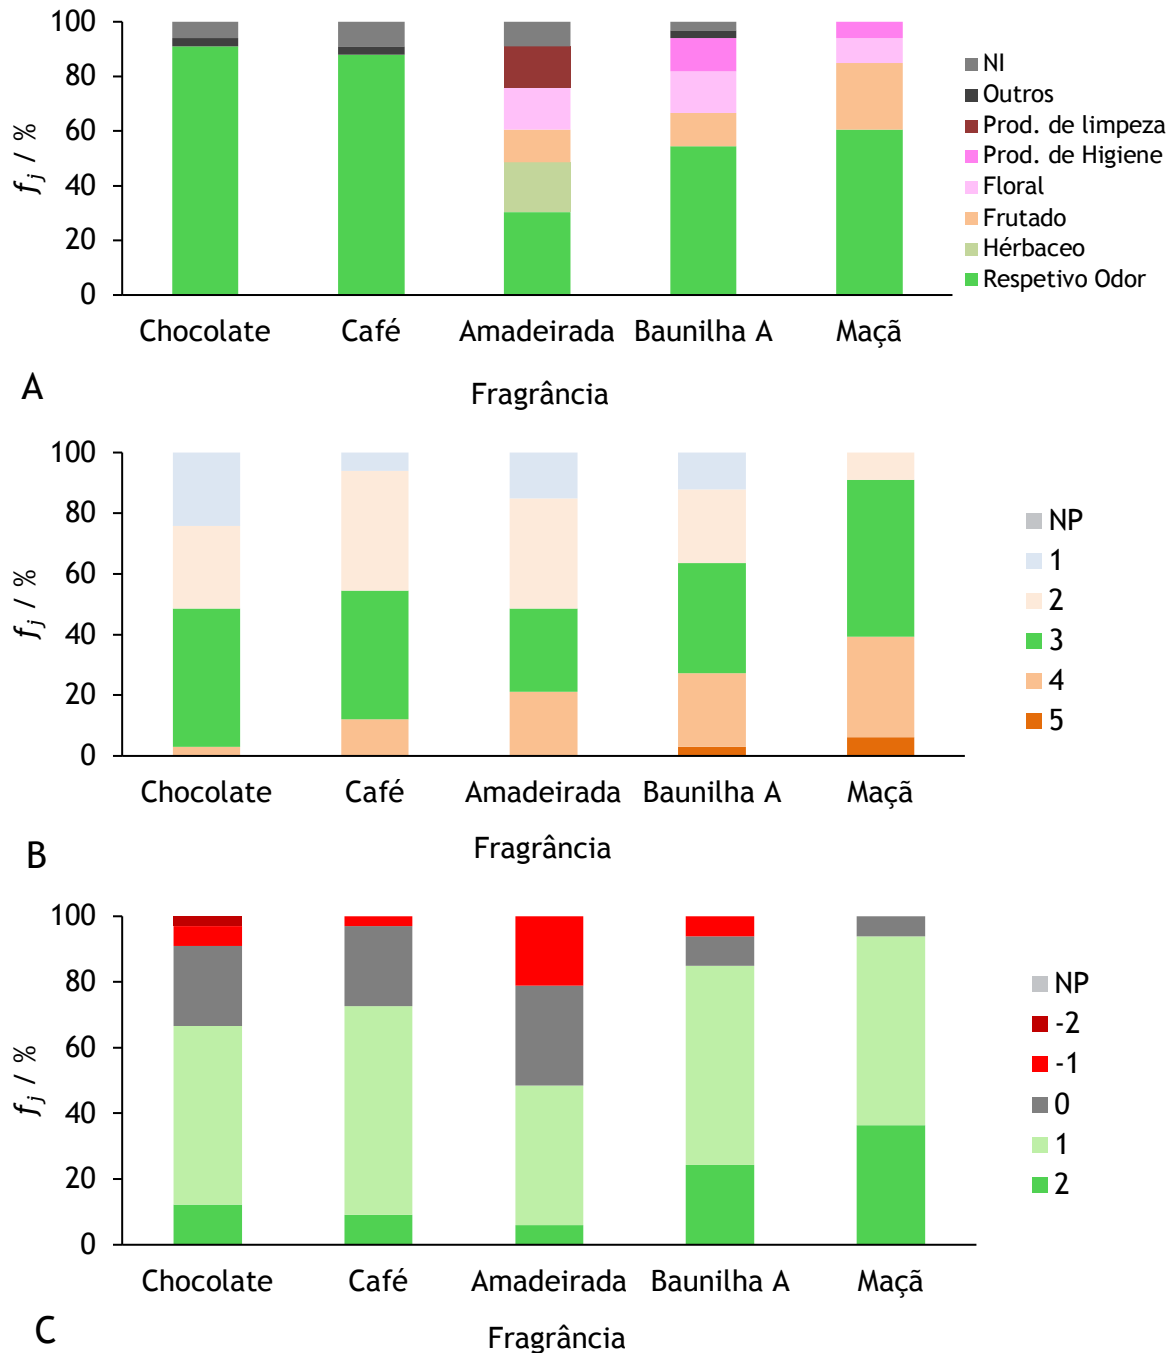 100
80
60
40
20
0
f_j / %
Chocolate Café Amadeirada Baunilha A Maçã
Fragrância
NI
Outros
Prod. de limpeza
Prod. de Higiene
Floral
Frutado
Hérbaceo
Respetivo Odor
A
100
80
60
40
20
0
f_j / %
Chocolate Café Amadeirada Baunilha A Maçã
Fragrância
NP
1
2
3
4
5
B
100
80
60
40
20
0
f_j / %
Chocolate Café Amadeirada Baunilha A Maçã
Fragrância
NP
-2
-1
0
1
2
C